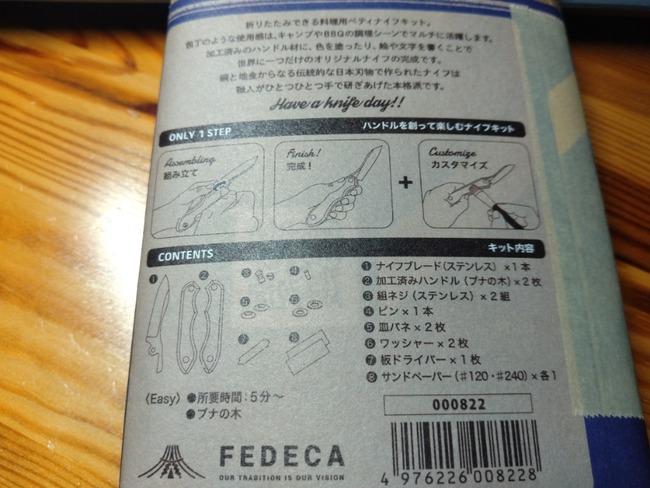 折りたたみできる料理用ペティナイフキット。
包丁のような使用感は、キャンプやBBQの調理シーンでマルチに活躍します。
加工済みのハンドル材に、色を塗ったり、絵や文字を書くことで
世界に一つだけのオリジナルナイフの完成です。
鋼と地金からなる伝統的な日本刃物で作られたナイフは
職人がひとつひとつ手で研ぎあげた本格派です。
Have a knife day!!
ONLY 1 STEP ハンドルを創って楽しむナイフキット
Assembling
組み立て
Finish!
完成!
+
Customize
カスタマイズ
CONTENTS キット内容
❶ ❷ ❸ ❹ ❺ ❻ ❼ ❽
❶ ナイフブレード(ステンレス)×1本
❷ 加工済みハンドル(ブナの木)×2枚
❸ 組ネジ(ステンレス)×2組
❹ ピン×1本
❺ 皿バネ×2枚
❻ ワッシャー×2枚
❼ 板ドライバー×1枚
❽ サンドペーパー(♯120・♯240)×各1
〈Easy〉●所要時間:5分〜
●ブナの木
000822
FEDECA
OUR TRADITION IS OUR VISION
4 976226 008228